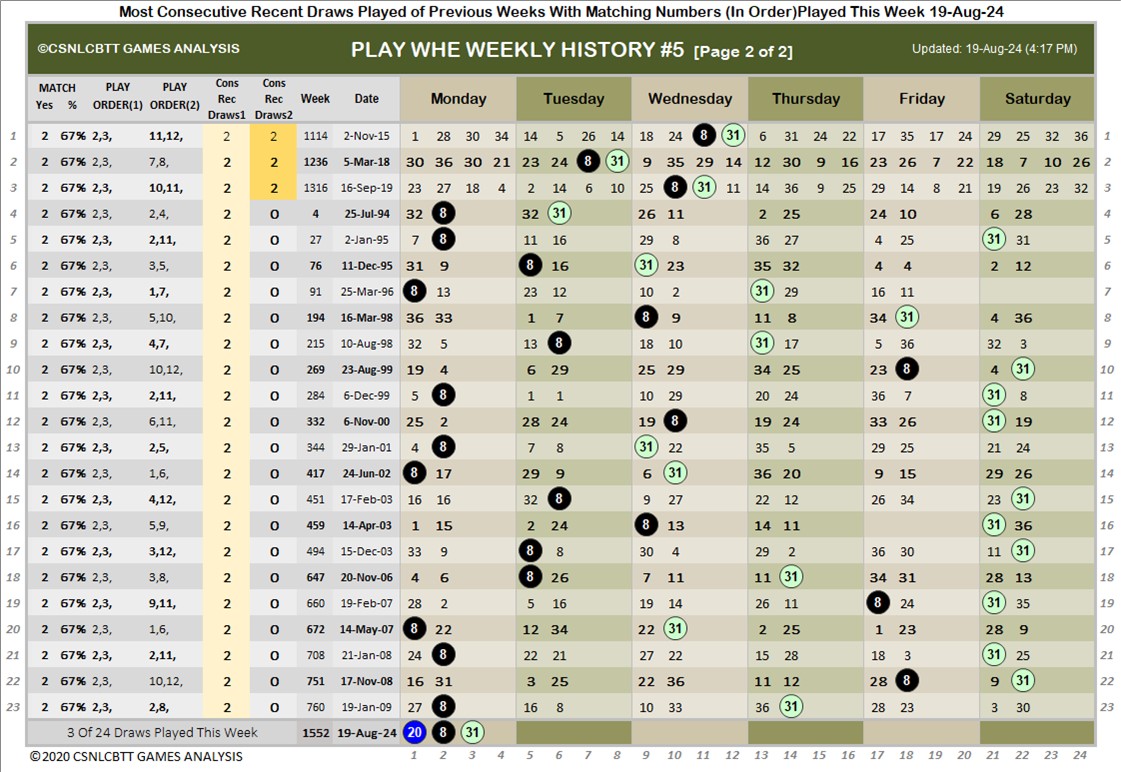 Most Consecutive Recent Draws Played of Previous Weeks With Matching Numbers (In Order)Played This Week 19-Aug-24
©CSNLCBTT GAMES ANALYSIS PLAY WHE WEEKLY HISTORY #5 [Page 2 of 2] Updated: 19-Aug-24 (4:17 PM)
MATCH Yes % PLAY ORDER(1) PLAY ORDER(2) Cons Rec Draws1 Cons Rec Draws2 Week Date Monday Tuesday Wednesday Thursday Friday Saturday
1 2 67% 2,3, 11,12, 2 2 1114 2-Nov-15 1 28 30 34 14 5 26 14 18 24 8 31 6 31 24 22 17 35 17 24 29 25 32 36 1
2 2 67% 2,3, 7,8, 2 2 1236 5-Mar-18 30 36 30 21 23 24 8 31 9 35 29 14 12 30 9 16 23 26 7 22 18 7 10 26 2
3 2 67% 2,3, 10,11, 2 2 1316 16-Sep-19 23 27 18 4 2 14 6 10 25 8 31 11 14 36 9 25 29 14 8 21 19 26 23 32 3
4 2 67% 2,3, 2,4, 2 0 4 25-Jul-94 32 8 32 31 26 11 2 25 24 10 6 28 4
5 2 67% 2,3, 2,11, 2 0 27 2-Jan-95 7 8 11 16 29 8 36 27 4 25 31 31 5
6 2 67% 2,3, 3,5, 2 0 76 11-Dec-95 31 9 8 16 31 23 35 32 4 4 2 12 6
7 2 67% 2,3, 1,7, 2 0 91 25-Mar-96 8 13 23 12 10 2 31 29 16 11 7
8 2 67% 2,3, 5,10, 2 0 194 16-Mar-98 36 33 1 7 8 9 11 8 34 31 4 36 8
9 2 67% 2,3, 4,7, 2 0 215 10-Aug-98 32 5 13 8 18 10 31 17 5 36 32 3 9
10 2 67% 2,3, 10,12, 2 0 269 23-Aug-99 19 4 6 29 25 29 34 25 23 8 4 31 10
11 2 67% 2,3, 2,11, 2 0 284 6-Dec-99 5 8 1 1 10 29 20 24 36 7 31 8 11
12 2 67% 2,3, 6,11, 2 0 332 6-Nov-00 25 2 28 24 19 8 19 24 33 26 31 19 12
13 2 67% 2,3, 2,5, 2 0 344 29-Jan-01 4 8 7 8 31 22 35 5 29 25 21 24 13
14 2 67% 2,3, 1,6, 2 0 417 24-Jun-02 8 17 29 9 6 31 36 20 9 15 29 26 14
15 2 67% 2,3, 4,12, 2 0 451 17-Feb-03 16 16 32 8 9 27 22 12 26 34 23 31 15
16 2 67% 2,3, 5,9, 2 0 459 14-Apr-03 1 15 2 24 8 13 14 11 31 36 16
17 2 67% 2,3, 3,12, 2 0 494 15-Dec-03 33 9 8 8 30 4 29 2 36 30 11 31 17
18 2 67% 2,3, 3,8, 2 0 647 20-Nov-06 4 6 8 26 7 11 11 31 34 31 28 13 18
19 2 67% 2,3, 9,11, 2 0 660 19-Feb-07 28 2 5 16 19 14 26 11 8 24 31 35 19
20 2 67% 2,3, 1,6, 2 0 672 14-May-07 8 22 12 34 22 31 2 25 1 23 28 9 20
21 2 67% 2,3, 2,11, 2 0 708 21-Jan-08 24 8 22 21 27 22 15 28 18 3 31 25 21
22 2 67% 2,3, 10,12, 2 0 751 17-Nov-08 16 31 3 25 22 36 11 12 28 8 9 31 22
23 2 67% 2,3, 2,8, 2 0 760 19-Jan-09 27 8 16 8 10 33 36 31 28 23 3 30 23
3 Of 24 Draws Played This Week 1552 19-Aug-24 20 8 31
©2020 CSNLCBTT GAMES ANALYSIS 1 2 3 4 5 6 7 8 9 10 11 12 13 14 15 16 17 18 19 20 21 22 23 24